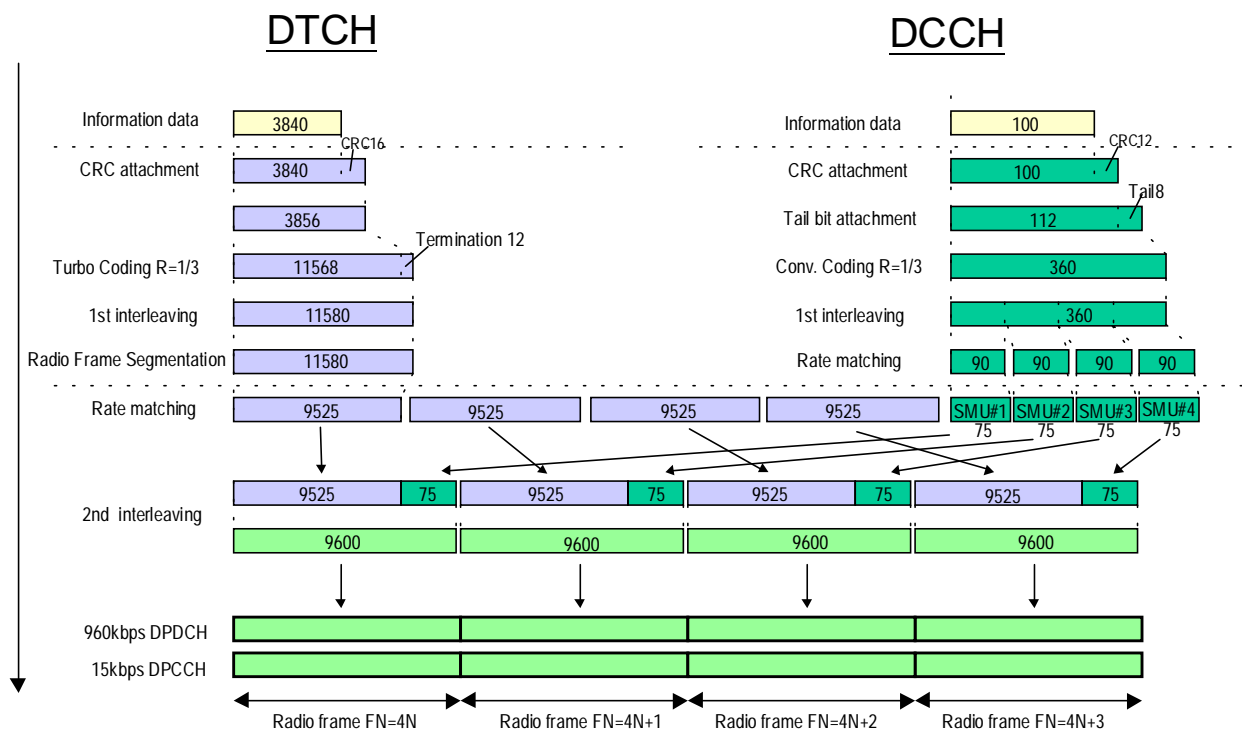 DTCH DCCH
Information data 3840 Information data 100
CRC16 CRC12
CRC attachment 3840 CRC attachment 100
Tail8
3856 Tail bit attachment 112
Termination 12
Turbo Coding R=1/3 11568 Conv. Coding R=1/3 360
1st interleaving 11580 1st interleaving 360
Radio Frame Segmentation 11580 Rate matching 90 90 90 90
Rate matching 9525 9525 9525 9525 SMU#1 SMU#2 SMU#3 SMU#4
75 75 75 75
9525 75 9525 75 9525 75 9525 75
2nd interleaving
9600 9600 9600 9600
960kbps DPDCH
15kbps DPCCH
Radio frame FN=4N Radio frame FN=4N+1 Radio frame FN=4N+2 Radio frame FN=4N+3